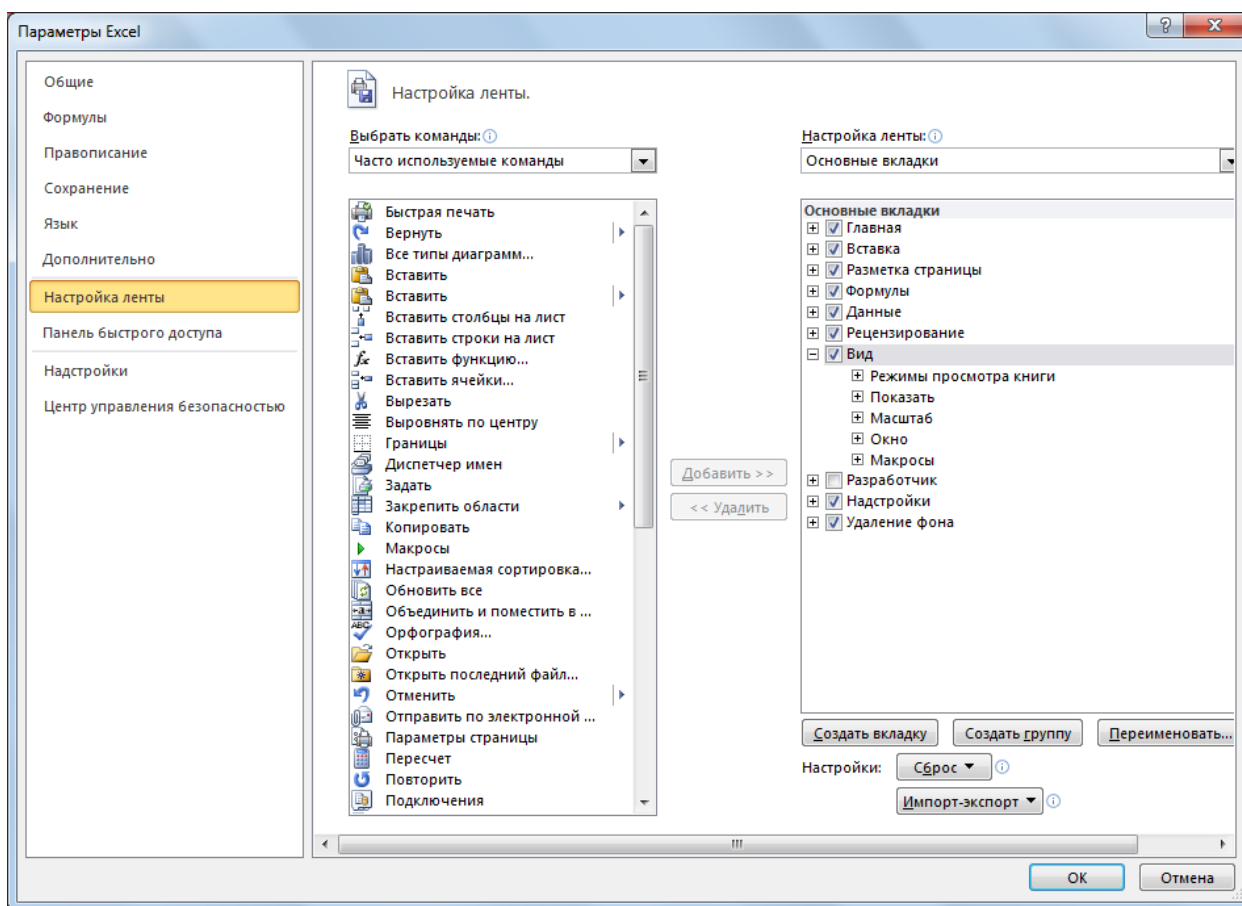 Параметры Excel
Общие
Формулы
Правописание
Сохранение
Язык
Дополнительно
Настройка ленты
Панель быстрого доступа
Надстройки
Центр управления безопасностью
Настройка ленты.
Выбрать команды:
Часто используемые команды
Быстрая печать
Вернуть
Все типы диаграмм...
Вставить
Вставить
Вставить столбцы на лист
Вставить строки на лист
Вставить функцию...
Вставить ячейки...
Вырезать
Выровнять по центру
Границы
Диспетчер имен
Задать
Закрепить области
Копировать
Макросы
Настраиваемая сортировка...
Обновить все
Объединить и поместить в ...
Орфография...
Открыть
Открыть последний файл...
Отменить
Отправить по электронной ...
Параметры страницы
Пересчет
Повторить
Подключения
Добавить >>
<< Удалить
Настройка ленты:
Основные вкладки
Основные вкладки
Главная
Вставка
Разметка страницы
Формулы
Данные
Рецензирование
Вид
Режимы просмотра книги
Показать
Масштаб
Окно
Макросы
Разработчик
Надстройки
Удаление фона
Создать вкладку
Создать группу
Переименовать...
Настройки:
Сброс
Импорт-экспорт
ОК
Отмена